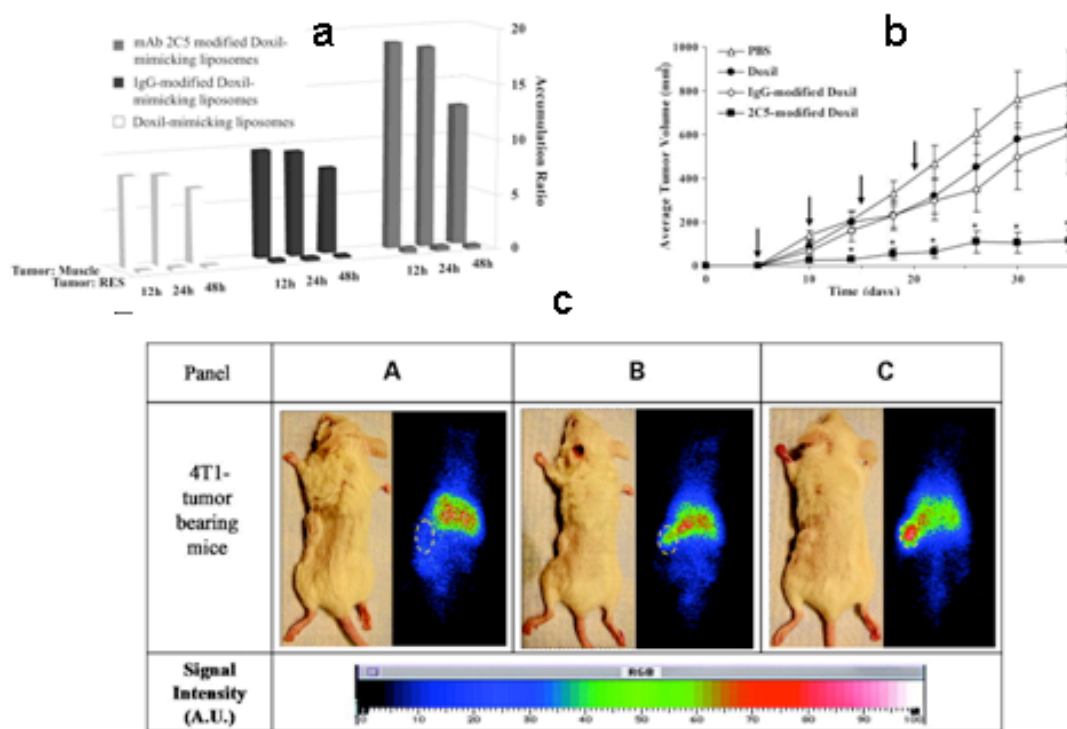 a
mAb 2C5 modified Doxil-
mimicking liposomes
IgG-modified Doxil-
mimicking liposomes
Doxil-mimicking liposomes
20
15
10
5
0
Accumulation Ratio
Tumor: Muscle
Tumor: RES
12h 24h 48h
12h 24h 48h
12h 24h 48h
b
PBS
Doxil
IgG-modified Doxil
2C5-modified Doxil
Average Tumor Volume (mm³)
1000
800
600
400
200
0
0 10 20 30
Time (days)
c
Panel A B C
4T1-
tumor
bearing
mice
Signal
Intensity
(A.U.)
RGB
0 10 20 30 40 50 60 70 80 90 100